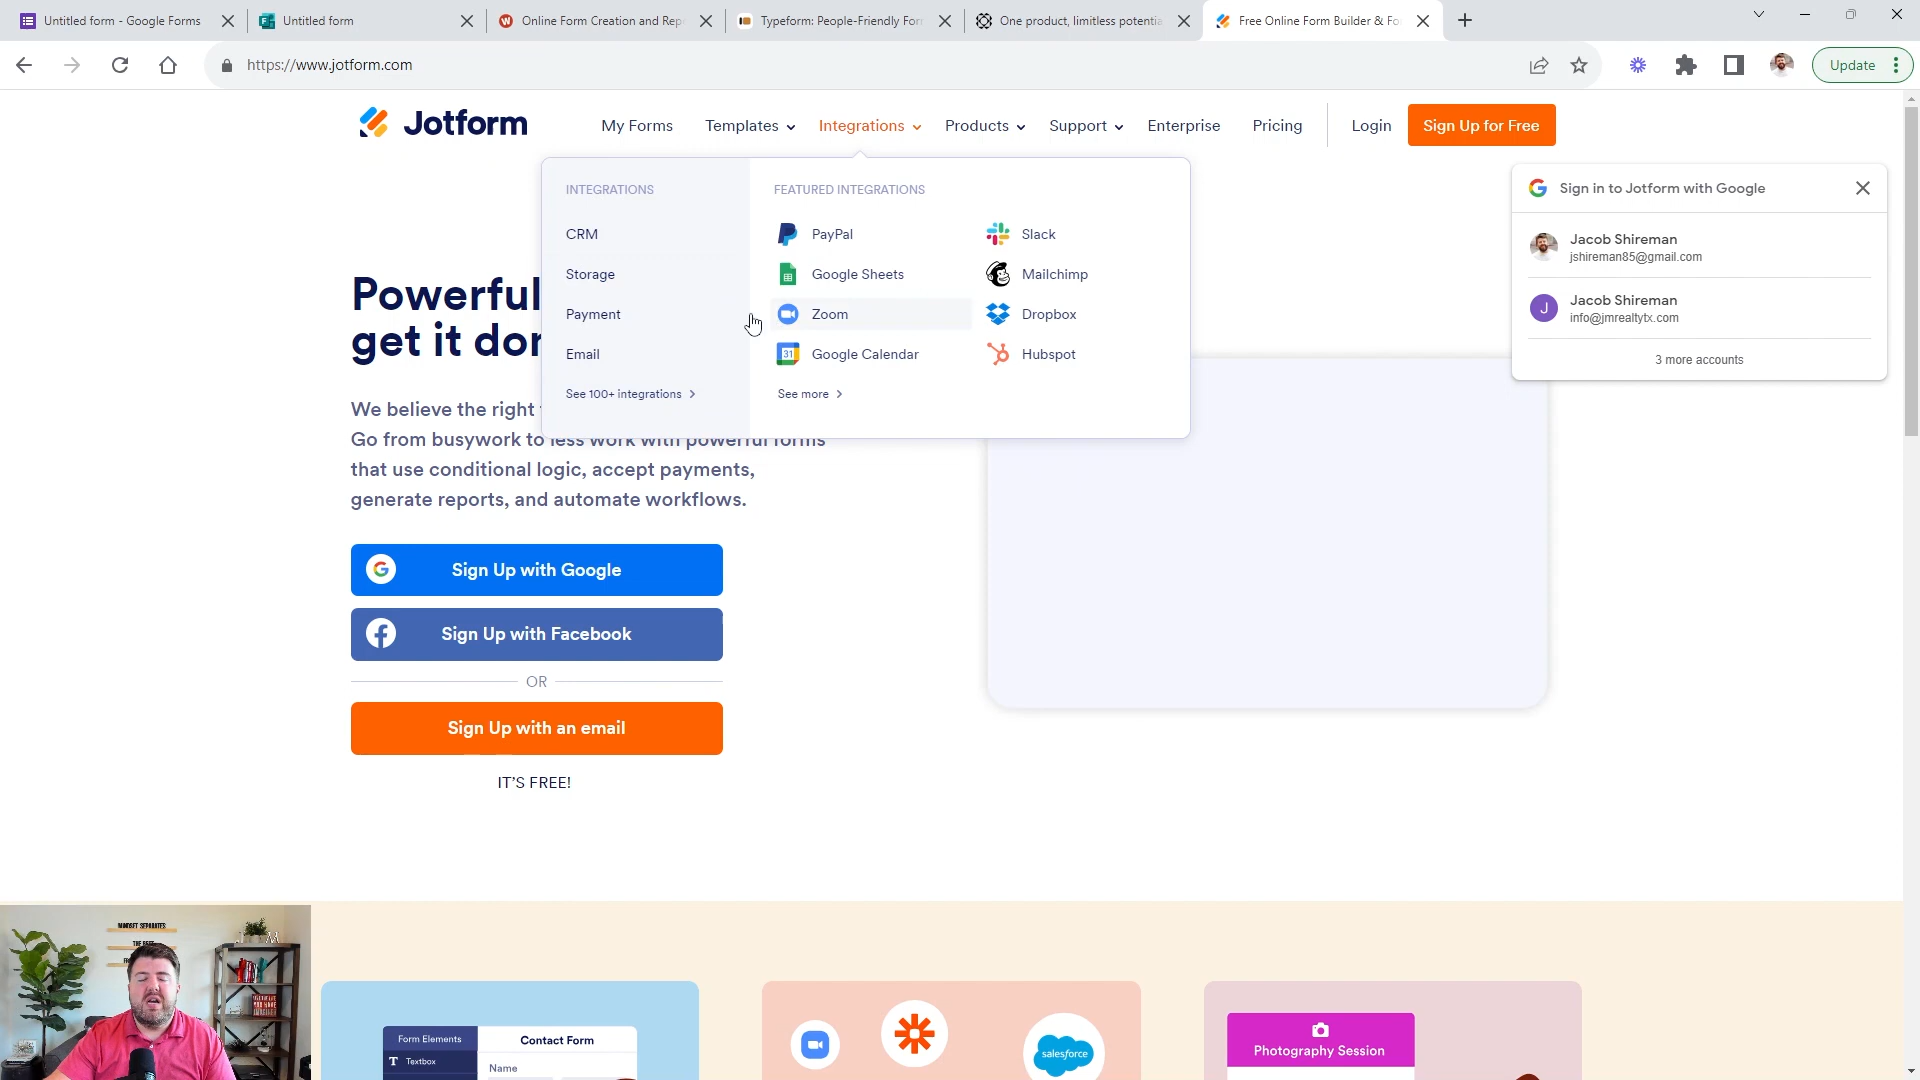 Untitled form - Google Forms
Untitled form
Online Form Creation and Rep
Typeform: People-Friendly For
One product, limitless potentia
Free Online Form Builder & Fo
https://www.jotform.com
Update
Jotform
My Forms
Templates
Integrations
Products
Support
Enterprise
Pricing
Login
Sign Up for Free
INTEGRATIONS
CRM
Storage
Payment
Email
See 100+ integrations
FEATURED INTEGRATIONS
PayPal
Slack
Google Sheets
Mailchimp
Zoom
Dropbox
31
Google Calendar
Hubspot
See more
Sign in to Jotform with Google
Jacob Shireman
jshireman85@gmail.com
J
Jacob Shireman
info@jmrealtytx.com
3 more accounts
Powerful
get it don
We believe the right
Go from busywork to less work with powerful forms
that use conditional logic, accept payments,
generate reports, and automate workflows.
Sign Up with Google
Sign Up with Facebook
OR
Sign Up with an email
IT'S FREE!
MINDSET SEPARATES
THE BEST
Form Elements
Contact Form
Textbox
Name
salesforce
Photography Session